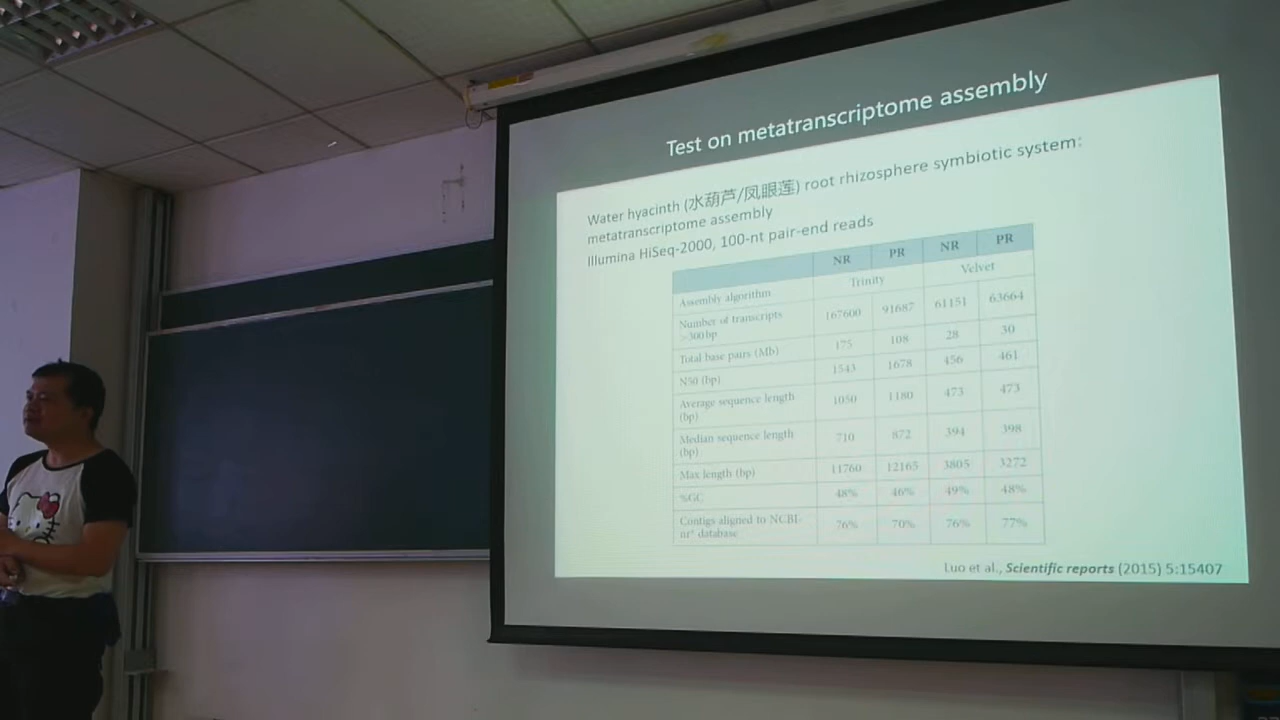 Test on metatranscriptome assembly
Water hyacinth (水葫芦/凤眼莲) root rhizosphere symbiotic system:
metatranscriptome assembly
Illumina HiSeq-2000, 100-nt pair-end reads
NR PR NR PR
Assembly algorithm Trinity Velvet
Number of transcripts
>300bp 167600 91687 61151 63664
Total base pairs (Mb) 175 108 28 30
N50 (bp) 1543 1678 456 461
Average sequence length
(bp) 1050 1180 473 473
Median sequence length
(bp) 710 872 394 398
Max length (bp) 11760 12165 3805 3272
%GC 48% 46% 49% 48%
Contigs aligned to NCBI-
nr* database 76% 70% 76% 77%
Luo et al., Scientific reports (2015) 5:15407